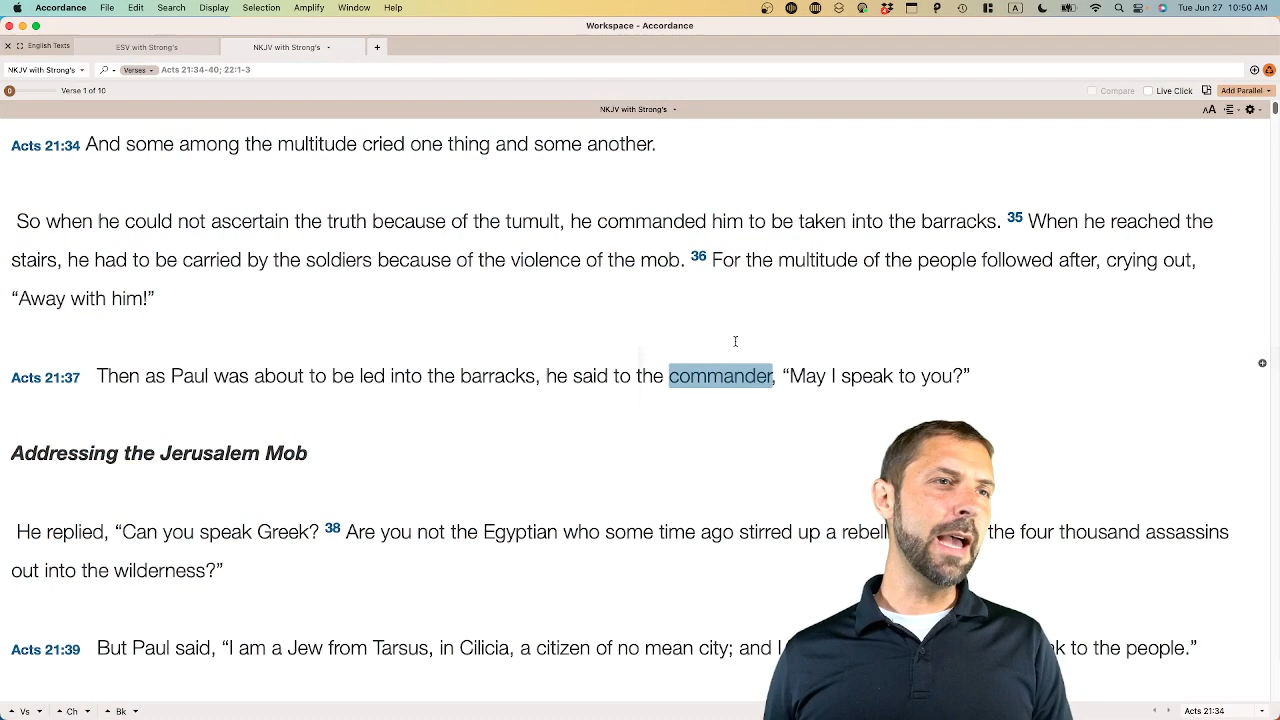 Accordance File Edit Search Display Selection Amplify Window Help
Tue Jun 27 10:50 AM
Workspace - Accordance
English Texts ESV with Strong's NKJV with Strong's +
NKJV with Strong's Verses Acts 21:34-40; 22:1-3
0 Verse 1 of 10 Compare Live Click Add Parallel
NKJV with Strong's AA
Acts 21:34 And some among the multitude cried one thing and some another.
So when he could not ascertain the truth because of the tumult, he commanded him to be taken into the barracks. 35 When he reached the
stairs, he had to be carried by the soldiers because of the violence of the mob. 36 For the multitude of the people followed after, crying out,
“Away with him!”
Acts 21:37 Then as Paul was about to be led into the barracks, he said to the commander, “May I speak to you?”
Addressing the Jerusalem Mob
He replied, “Can you speak Greek? 38 Are you not the Egyptian who some time ago stirred up a rebell the four thousand assassins
out into the wilderness?”
Acts 21:39 But Paul said, “I am a Jew from Tarsus, in Cilicia, a citizen of no mean city; and I to the people.”
Vs Ch Bk Acts 21:34